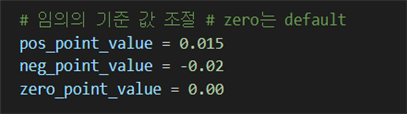 # 임의의 기준 값 조절 # zero는 default
pos_point_value = 0.015
neg_point_value = -0.02
zero_point_value = 0.00